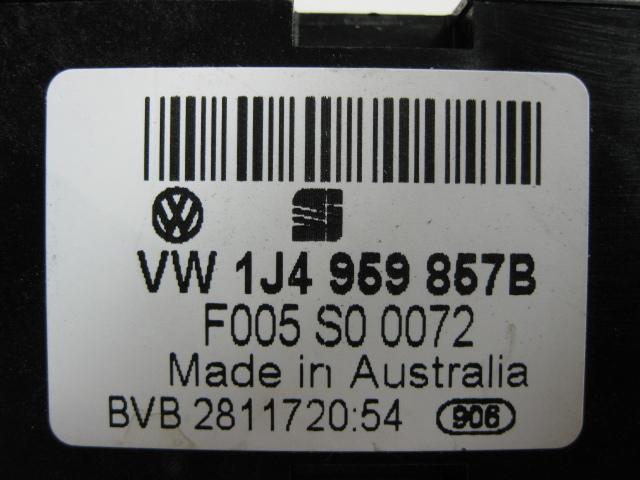 VW 1J4 959 857B
F005 S0 0072
Made in Australia
BVB 2811720:54 906